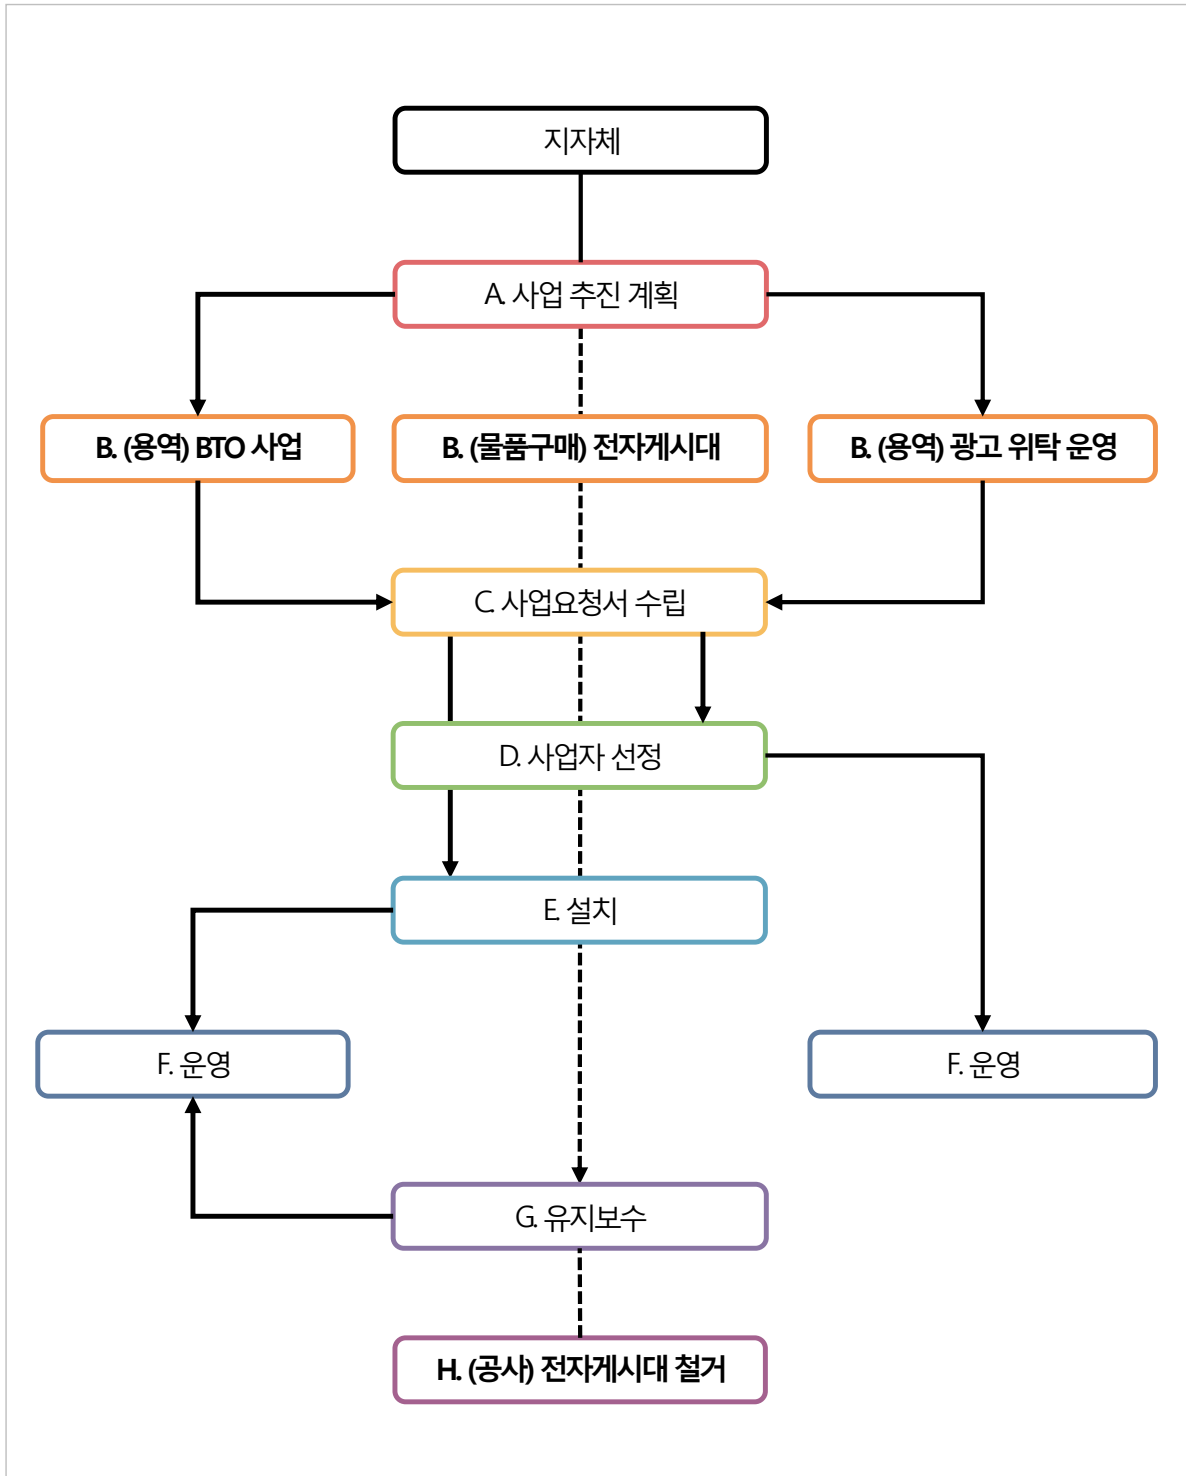 지자체
A. 사업 추진 계획
B. (용역) BTO 사업
B. (물품구매) 전자게시대
B. (용역) 광고 위탁 운영
C. 사업요청서 수립
D. 사업자 선정
E. 설치
F. 운영
F. 운영
G. 유지보수
H. (공사) 전자게시대 철거